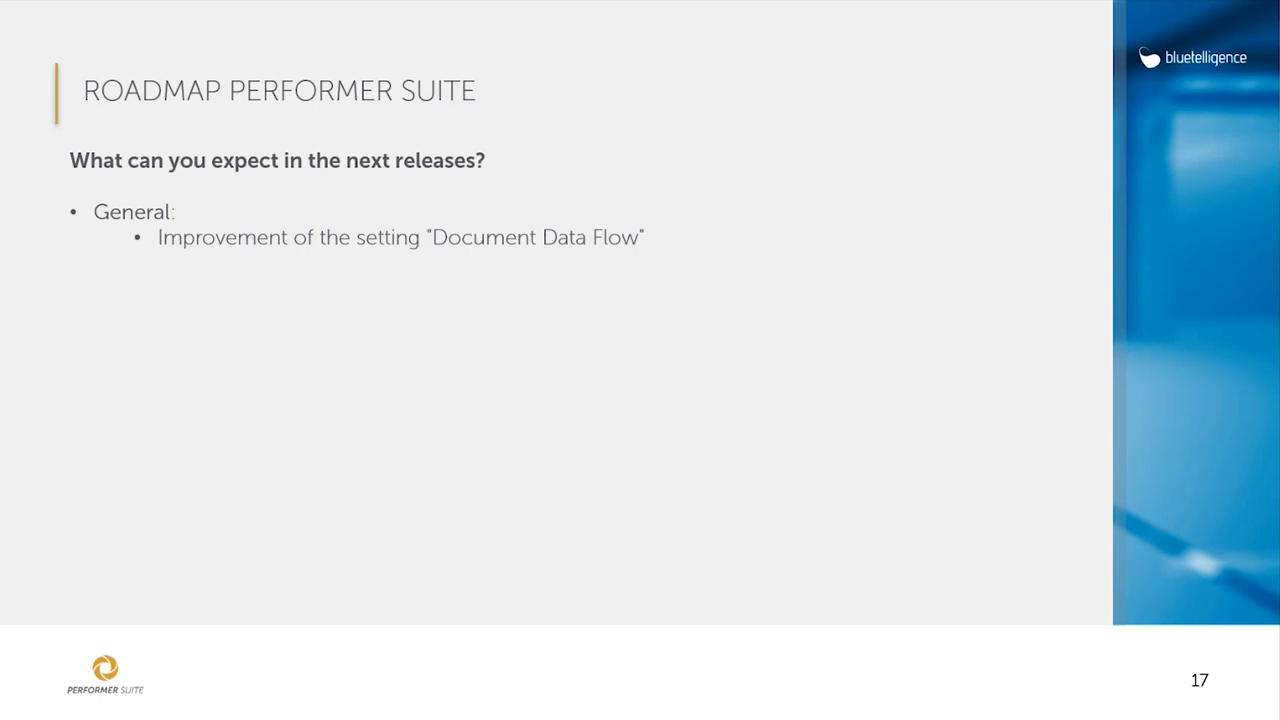 bluetelligence
ROADMAP PERFORMER SUITE
What can you expect in the next releases?
• General:
• Improvement of the setting "Document Data Flow"
PERFORMER SUITE
17